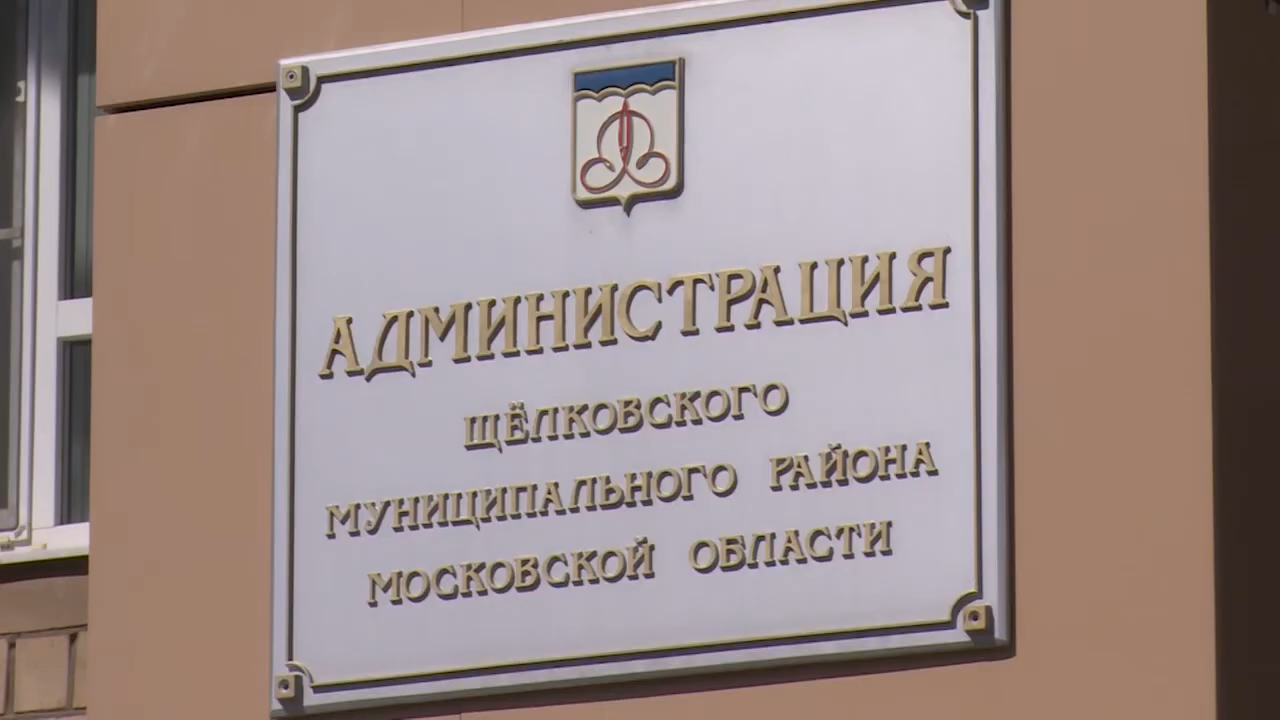 АДМИНИСТРАЦИЯ
ЩЁЛКОВСКОГО
МУНИЦИПАЛЬНОГО РАЙОНА
МОСКОВСКОЙ ОБЛАСТИ